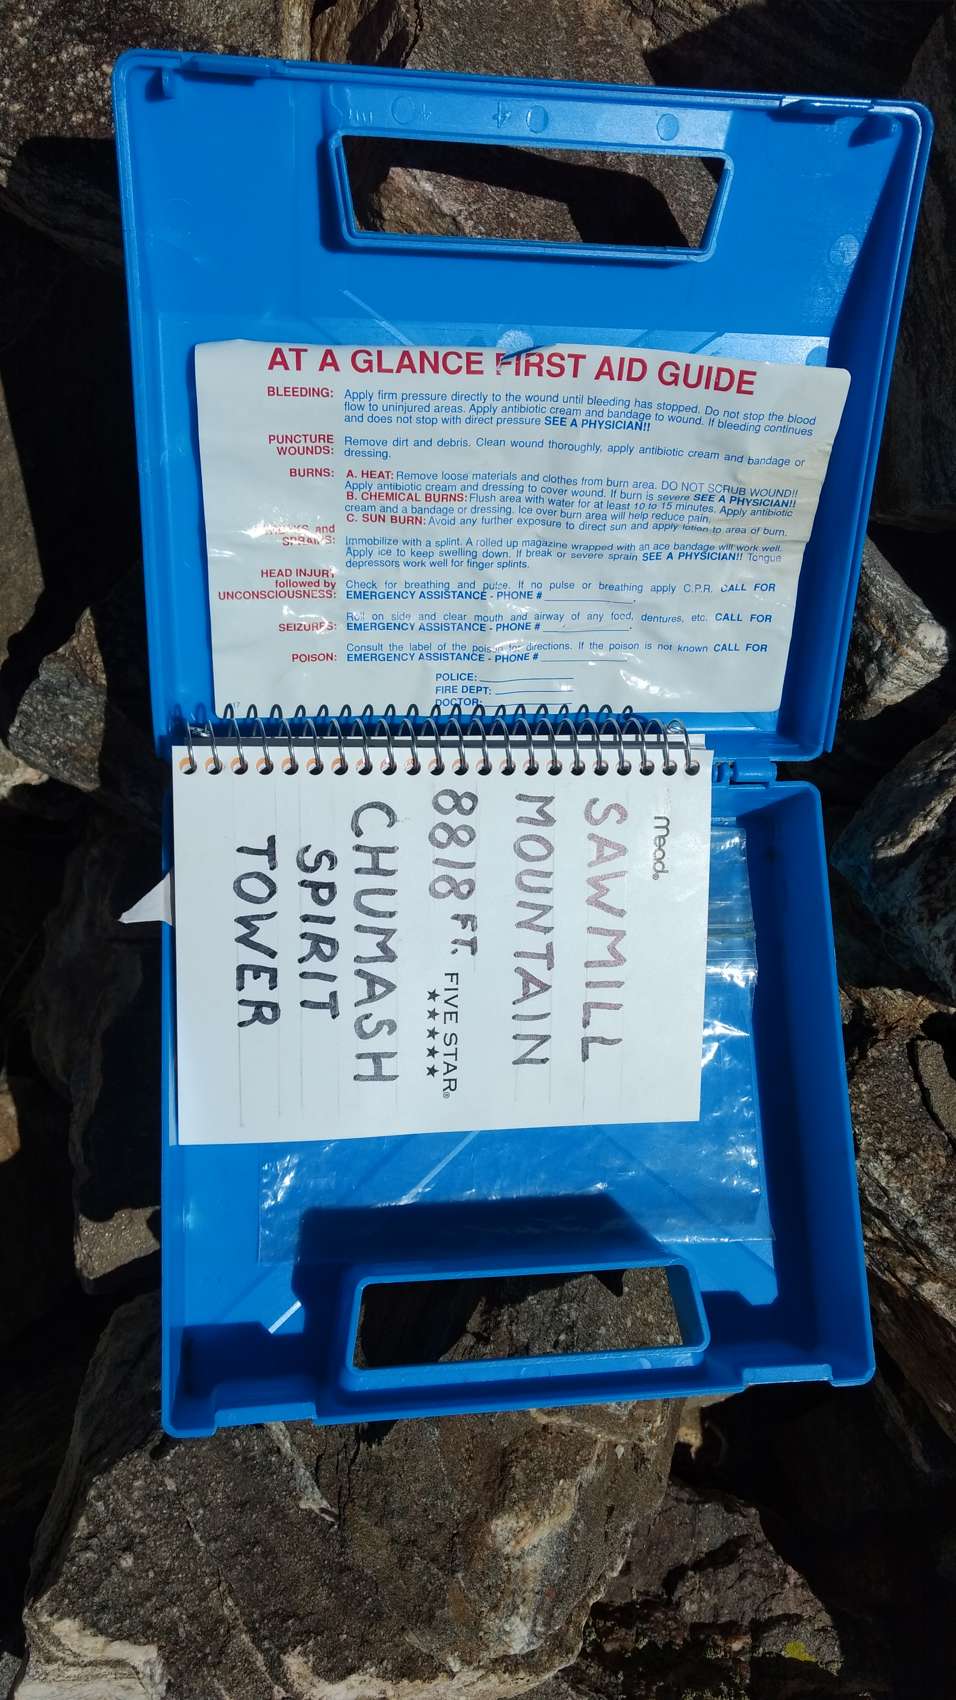 AT A GLANCE FIRST AID GUIDE
BLEEDING: Apply firm pressure directly to the wound until bleeding has stopped. Do not stop the blood
flow to uninjured areas. Apply antibiotic cream and bandage to wound. If bleeding continues
and does not stop with direct pressure SEE A PHYSICIAN!!
PUNCTURE WOUNDS: Remove dirt and debris. Clean wound thoroughly, apply antibiotic cream and bandage or
dressing.
BURNS: A. HEAT: Remove loose materials and clothes from burn area. DO NOT SCRUB WOUND!!
Apply antibiotic cream and dressing to cover wound. If burn is severe SEE A PHYSICIAN!!
B. CHEMICAL BURNS: Flush area with water for at least 10 to 15 minutes. Apply antibiotic
cream and a bandage or dressing. Ice over burn area will help reduce pain.
C. SUN BURN: Avoid any further exposure to direct sun and apply lotion to area of burn.
and SPRAINS: Immobilize with a splint. A rolled up magazine wrapped with an ace bandage will work well.
Apply ice to keep swelling down. If break or severe sprain SEE A PHYSICIAN!! Tongue
depressors work well for finger splints.
HEAD INJURY followed by UNCONSCIOUSNESS: Check for breathing and pulse. If no pulse or breathing apply C.P.R. CALL FOR
EMERGENCY ASSISTANCE - PHONE #
SEIZURES: Roll on side and clear mouth and airway of any food, dentures, etc. CALL FOR
EMERGENCY ASSISTANCE - PHONE #
POISON: Consult the label of the poison for directions. If the poison is not known CALL FOR
EMERGENCY ASSISTANCE - PHONE #
POLICE:
FIRE DEPT:
DOCTOR:
mead®
SAWMILL
MOUNTAIN
8818 FT.
FIVE STAR®
★★★★★
CHUMASH
SPIRIT
TOWER